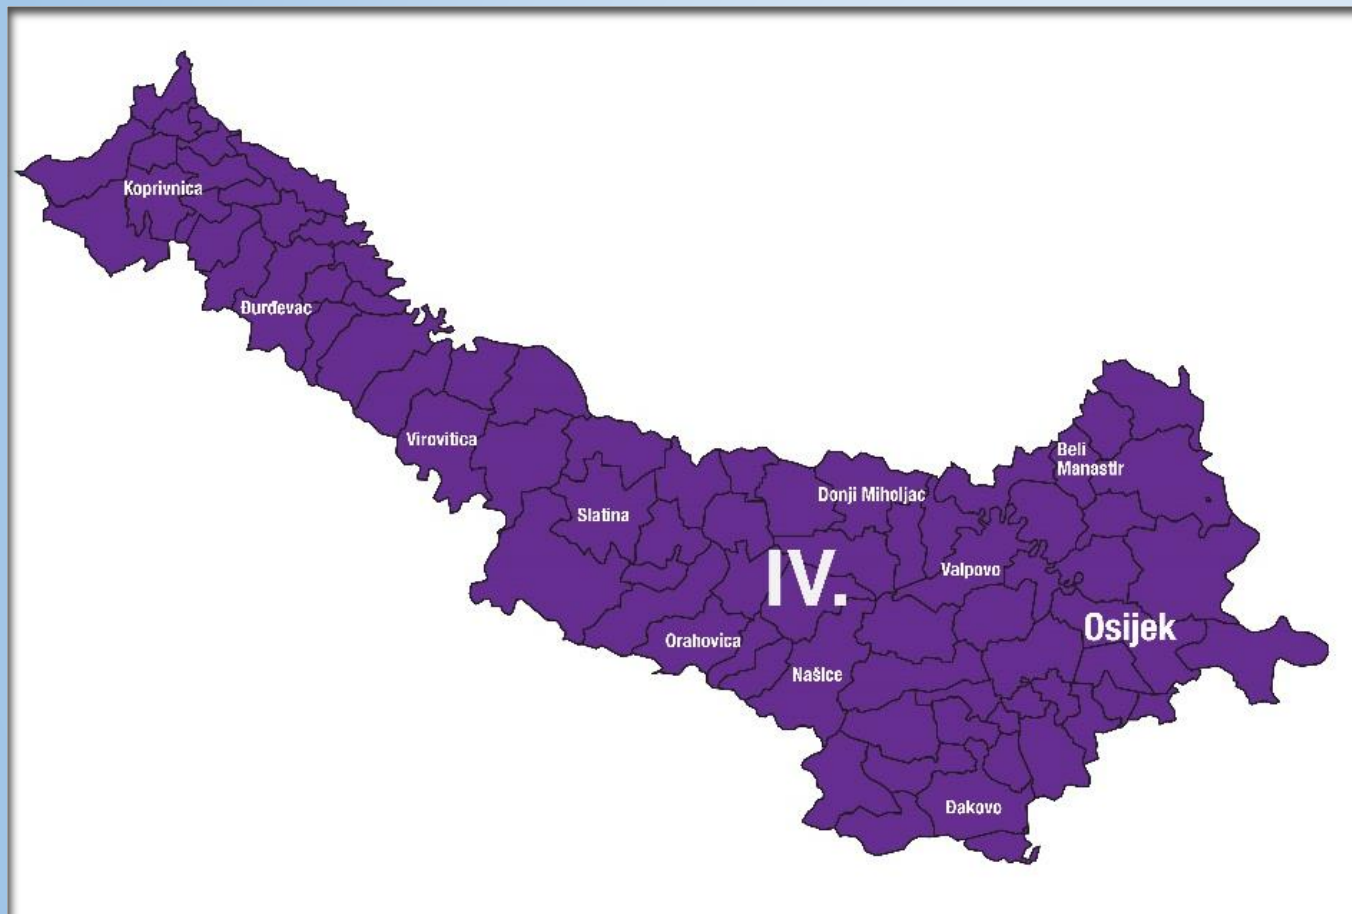 Koprivnica
Đurđevac
Virovitica
Beli
Manastir
Donji Miholjac
Slatina
IV.
Valpovo
Osijek
Orahovica
Našice
Đakovo